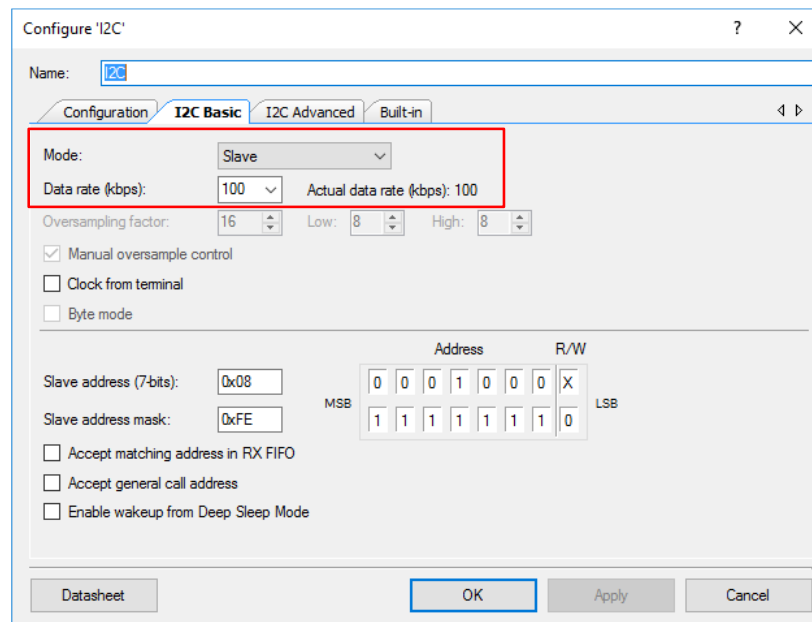 Configure 'I2C' ? X
Name: I2C
Configuration I2C Basic I2C Advanced Built-in
Mode: Slave
Data rate (kbps): 100 Actual data rate (kbps): 100
Oversampling factor: 16 Low: 8 High: 8
Manual oversample control
Clock from terminal
Byte mode
Address R/W
Slave address (7-bits): 0x08 0 0 0 1 0 0 0 X
MSB LSB
Slave address mask: 0xFE 1 1 1 1 1 1 1 0
Accept matching address in RX FIFO
Accept general call address
Enable wakeup from Deep Sleep Mode
Datasheet OK Apply Cancel